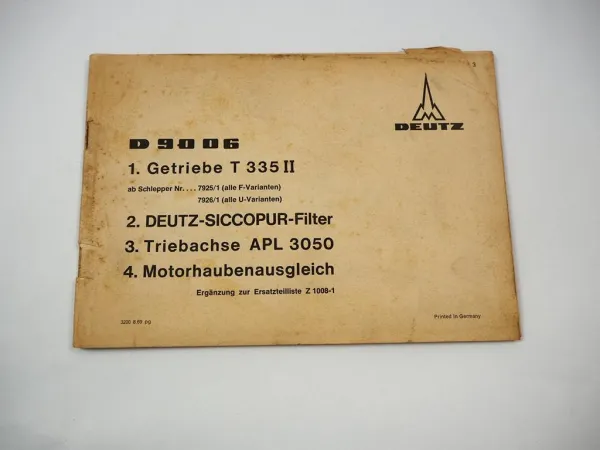 3
DEUTZ
D 90 06
1. Getriebe T 335 II
ab Schlepper Nr. . . . 7925/1 (alle F-Varianten)
7926/1 (alle U-Varianten)
2. DEUTZ-SICCOPUR-Filter
3. Triebachse APL 3050
4. Motorhaubenausgleich
Ergänzung zur Ersatzteilliste Z 1008-1
Printed in Germany